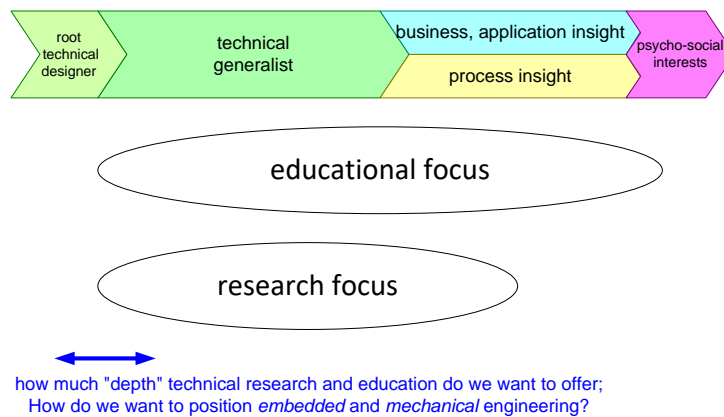 root
technical
designer
technical
generalist
business, application insight
process insight
psycho-social
interests
educational focus
research focus
how much "depth" technical research and education do we want to offer;
How do we want to position embedded and mechanical engineering?